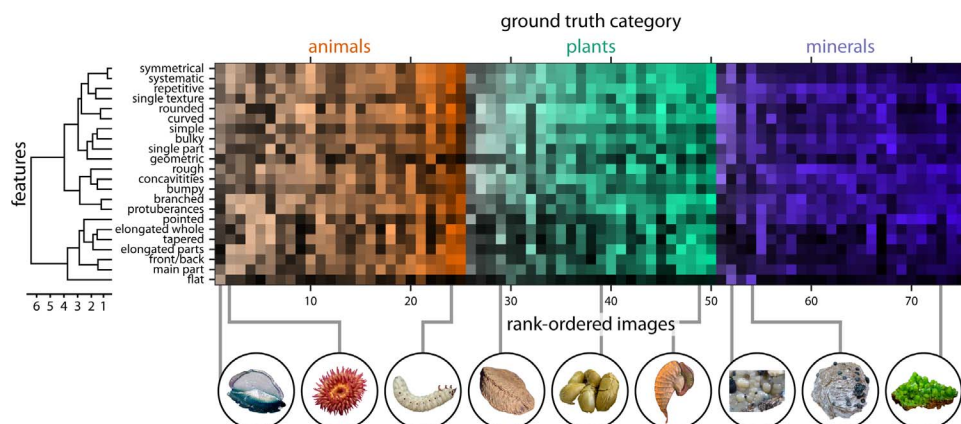 ground truth category
animals plants minerals
features
symmetrical
systematic
repetitive
single texture
rounded
curved
simple
bulky
single part
geometric
rough
concavities
bumpy
branched
protuberances
pointed
elongated whole
tapered
elongated parts
front/back
main part
flat
6 5 4 3 2 1
10 20 30 40 50 60 70
rank-ordered images